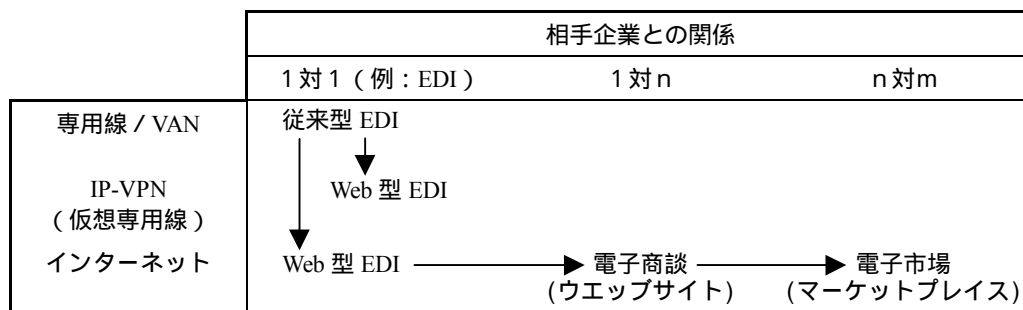 相手企業との関係
1対1(例:EDI) 1対n n対m
専用線/VAN 従来型 EDI
IP-VPN Web 型 EDI
(仮想専用線)
インターネット Web 型 EDI 電子商談 電子市場
(ウエッブサイト) (マーケットプレイス)